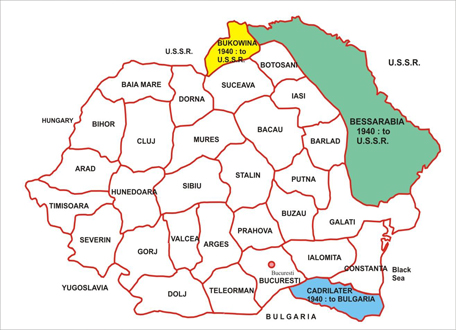 BUKOWINA
1940 : to
U.S.S.R.
U.S.S.R.
U.S.S.R.
BOTOSANI
BAIA MARE
SUCEAVA
DORNA
IASI
HUNGARY
BIHOR
BESSARABIA
1940 : to
U.S.S.R.
CLUJ
MURES
BACAU
BARLAD
ARAD
HUNEDOARA
SIBIU
STALIN
PUTNA
TIMISOARA
BUZAU
GALATI
SEVERIN
GORJ
VALCEA
ARGES
PRAHOVA
IALOMITA
CONSTANTA
Black
Sea
Bucuresti
BUCURESTI
YUGOSLAVIA
DOLJ
TELEORMAN
CADRILATER
1940 : to BULGARIA
BULGARIA